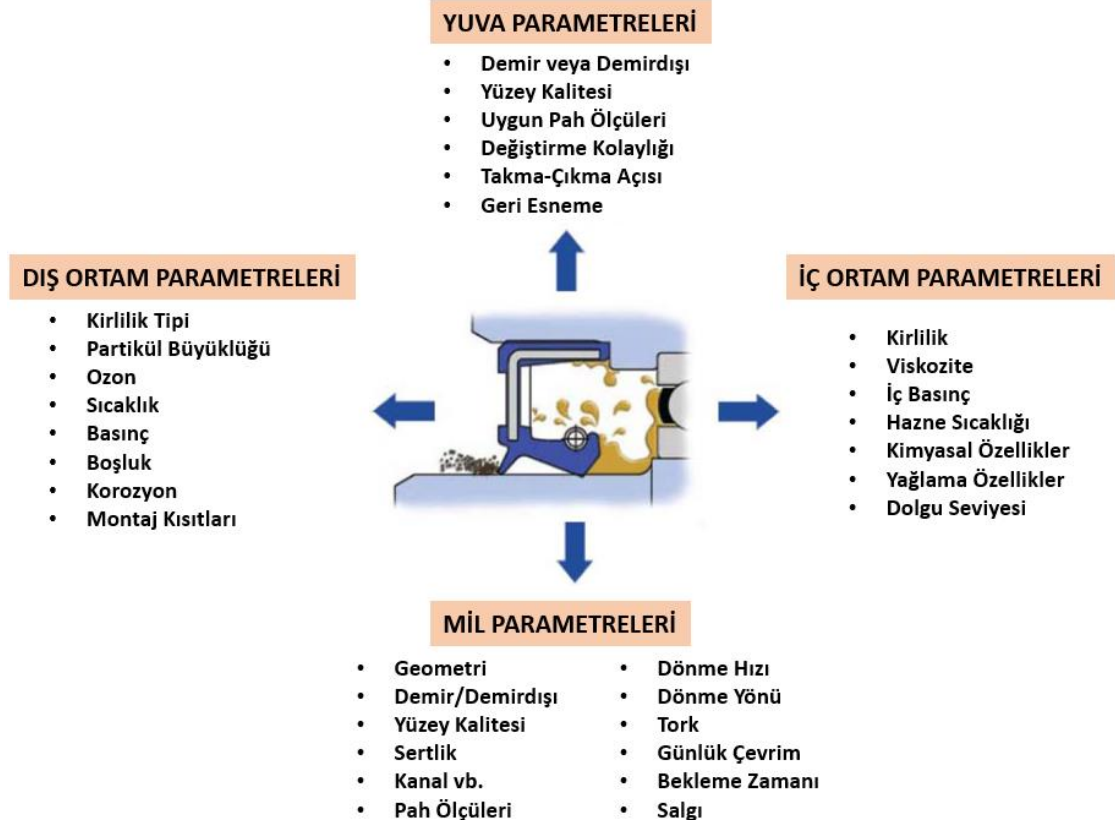 YUVA PARAMETRELERİ
• Demir veya Demirdışı
• Yüzey Kalitesi
• Uygun Pah Ölçüleri
• Değiştirme Kolaylığı
• Takma-Çıkma Açısı
• Geri Esneme
DIŞ ORTAM PARAMETRELERİ
• Kirlilik Tipi
• Partikül Büyüklüğü
• Ozon
• Sıcaklık
• Basınç
• Boşluk
• Korozyon
• Montaj Kısıtları
İÇ ORTAM PARAMETRELERİ
• Kirlilik
• Viskozite
• İç Basınç
• Hazne Sıcaklığı
• Kimyasal Özellikler
• Yağlama Özellikler
• Dolgu Seviyesi
MİL PARAMETRELERİ
• Geometri
• Demir/Demirdışı
• Yüzey Kalitesi
• Sertlik
• Kanal vb.
• Pah Ölçüleri
• Dönme Hızı
• Dönme Yönü
• Tork
• Günlük Çevrim
• Bekleme Zamanı
• Salgı